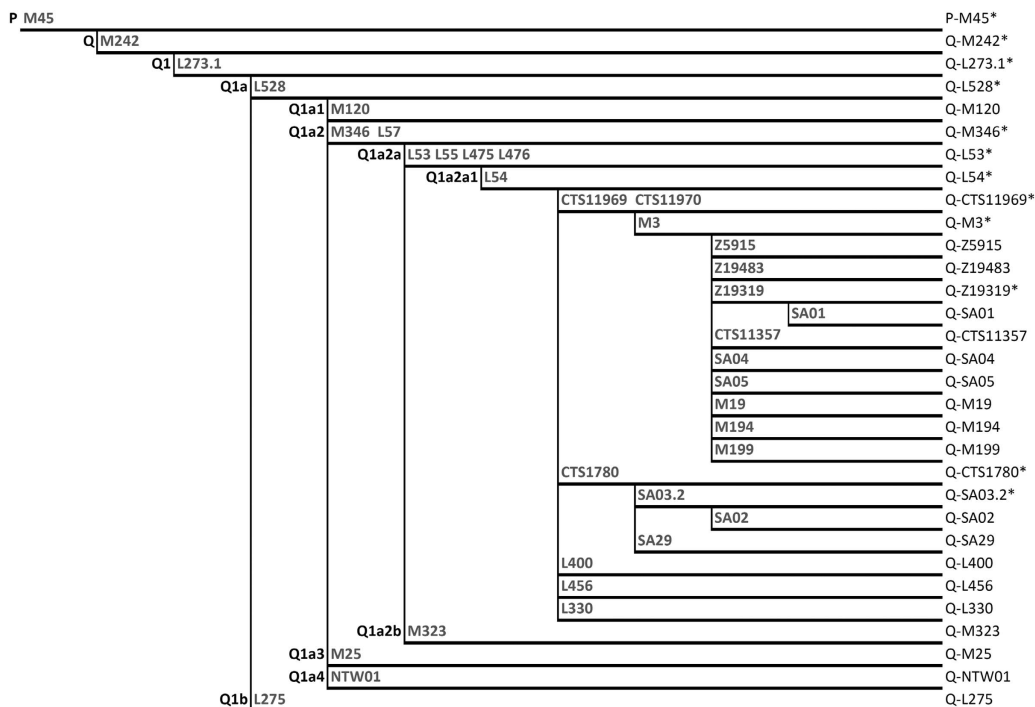 P M45 P-M45*
Q M242 Q-M242*
Q1 L273.1 Q-L273.1*
Q1a L528 Q-L528*
Q1a1 M120 Q-M120
Q1a2 M346 L57 Q-M346*
Q1a2a L53 L55 L475 L476 Q-L53*
Q1a2a1 L54 Q-L54*
CTS11969 CTS11970 Q-CTS11969*
M3 Q-M3*
Z5915 Q-Z5915
Z19483 Q-Z19483
Z19319 Q-Z19319*
SA01 Q-SA01
CTS11357 Q-CTS11357
SA04 Q-SA04
SA05 Q-SA05
M19 Q-M19
M194 Q-M194
M199 Q-M199
CTS1780 Q-CTS1780*
SA03.2 Q-SA03.2*
SA02 Q-SA02
SA29 Q-SA29
L400 Q-L400
L456 Q-L456
L330 Q-L330
Q1a2b M323 Q-M323
Q1a3 M25 Q-M25
Q1a4 NTW01 Q-NTW01
Q1b L275 Q-L275